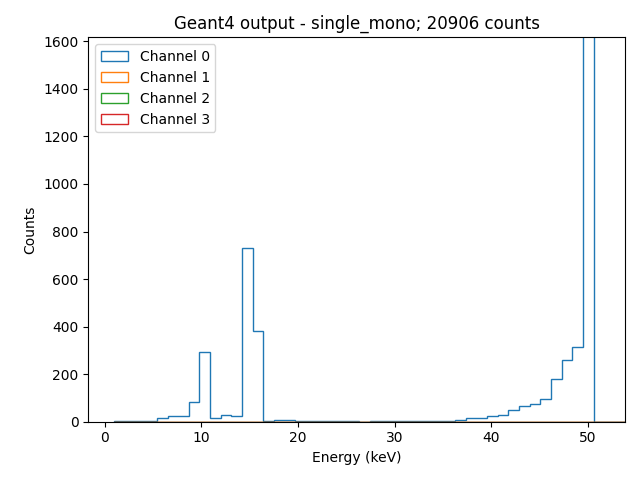 Geant4 output - single_mono; 20906 counts
1600
1400
1200
1000
800
600
400
200
0
Counts
Channel 0
Channel 1
Channel 2
Channel 3
0 10 20 30 40 50
Energy (keV)